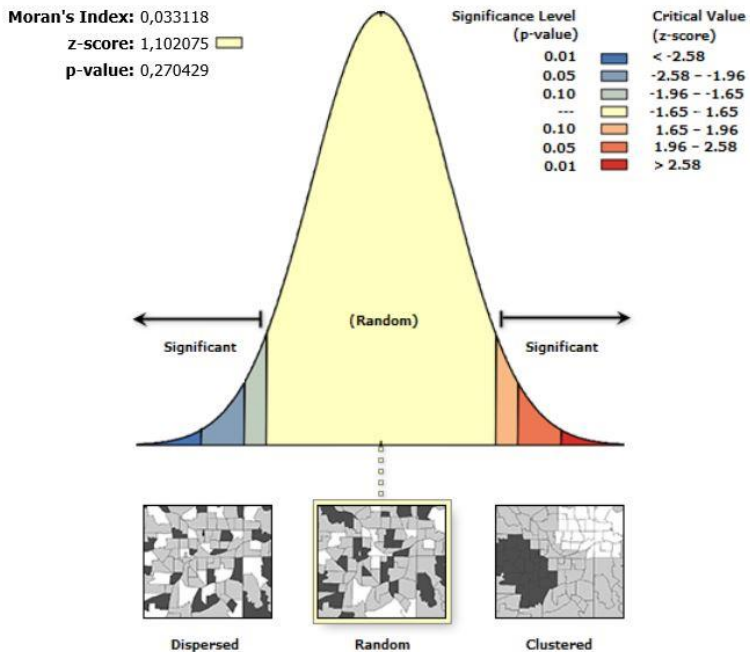 Moran's Index: 0,033118
z-score: 1,102075
p-value: 0,270429
Significance Level
(p-value)
Critical Value
(z-score)
0.01 < -2.58
0.05 -2.58 – -1.96
0.10 -1.96 – -1.65
--- -1.65 – 1.65
0.10 1.65 – 1.96
0.05 1.96 – 2.58
0.01 > 2.58
(Random)
Significant
Significant
Dispersed
Random
Clustered